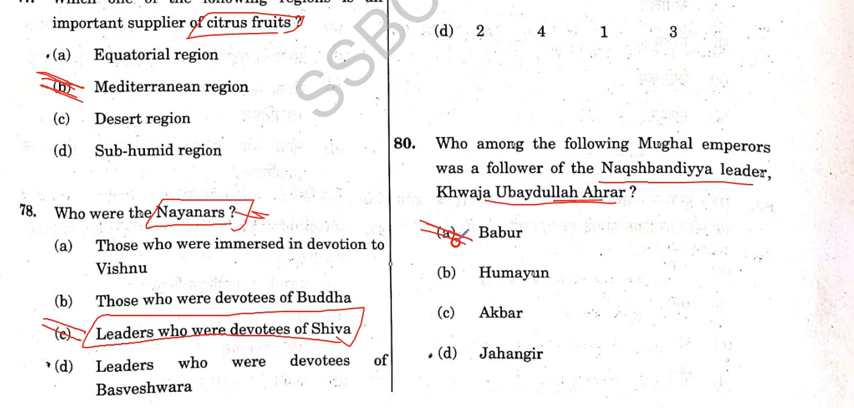 important supplier of citrus fruits ?
(a) Equatorial region
(b) Mediterranean region
(c) Desert region
(d) Sub-humid region
78. Who were the Nayanars ?
(a) Those who were immersed in devotion to
Vishnu
(b) Those who were devotees of Buddha
(c) Leaders who were devotees of Shiva
(d) Leaders who were devotees of
Basveshwara
SSBC
(d) 2 4 1 3
80. Who among the following Mughal emperors
was a follower of the Naqshbandiyya leader,
Khwaja Ubaydullah Ahrar ?
(a) Babur
(b) Humayun
(c) Akbar
(d) Jahangir